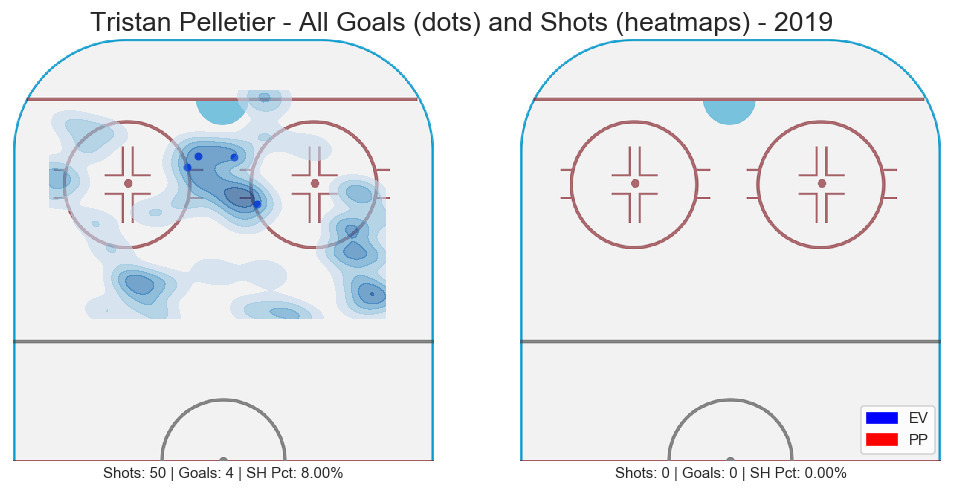 Tristan Pelletier - All Goals (dots) and Shots (heatmaps) - 2019
EV
PP
Shots: 50 | Goals: 4 | SH Pct: 8.00%
Shots: 0 | Goals: 0 | SH Pct: 0.00%